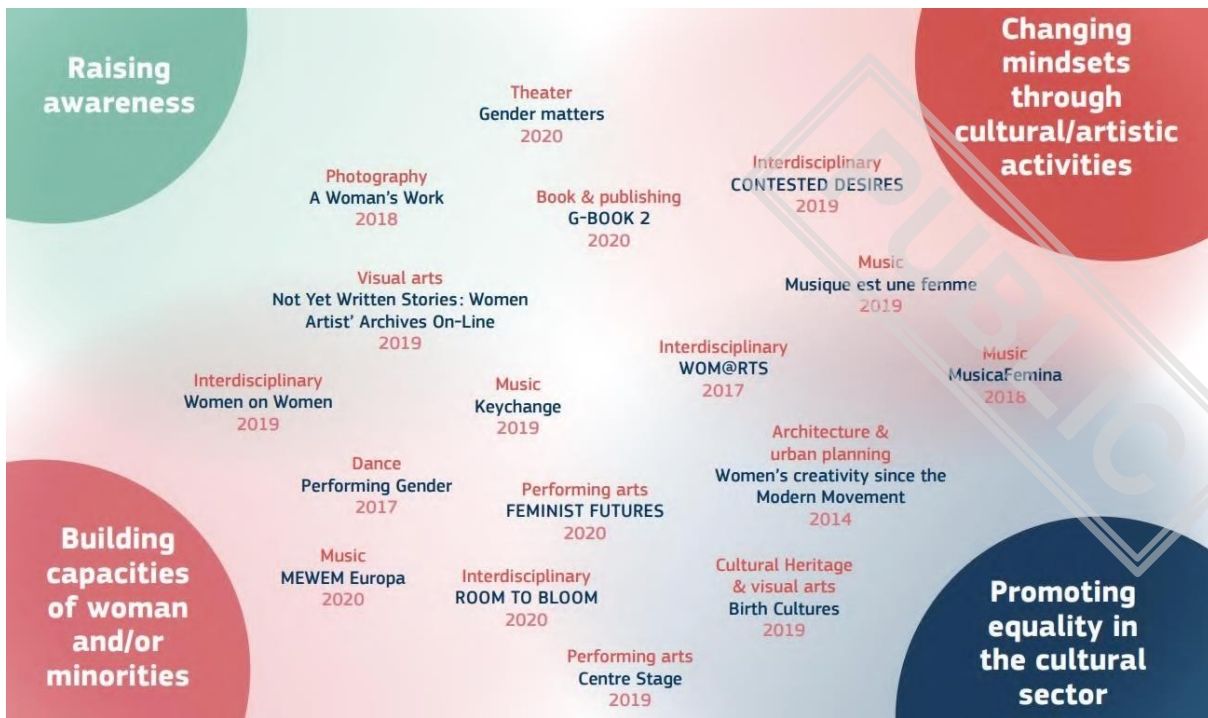 Raising
awareness
Changing
mindsets
through
cultural/artistic
activities
Theater
Gender matters
2020
Photography
A Woman's Work
2018
Book & publishing
G-BOOK 2
2020
Interdisciplinary
CONTESTED DESIRES
2019
Visual arts
Not Yet Written Stories: Women
Artist' Archives On-Line
2019
Music
Musique est une femme
2019
Interdisciplinary
WOM@RTS
2017
Music
MusicaFemina
2018
Interdisciplinary
Women on Women
2019
Music
Keychange
2019
Architecture &
urban planning
Women's creativity since the
Modern Movement
2014
Dance
Performing Gender
2017
Performing arts
FEMINIST FUTURES
2020
Music
MEWEM Europa
2020
Interdisciplinary
ROOM TO BLOOM
2020
Cultural Heritage
& visual arts
Birth Cultures
2019
Performing arts
Centre Stage
2019
Building
capacities
of woman
and/or
minorities
Promoting
equality in
the cultural
sector
PUBLIC